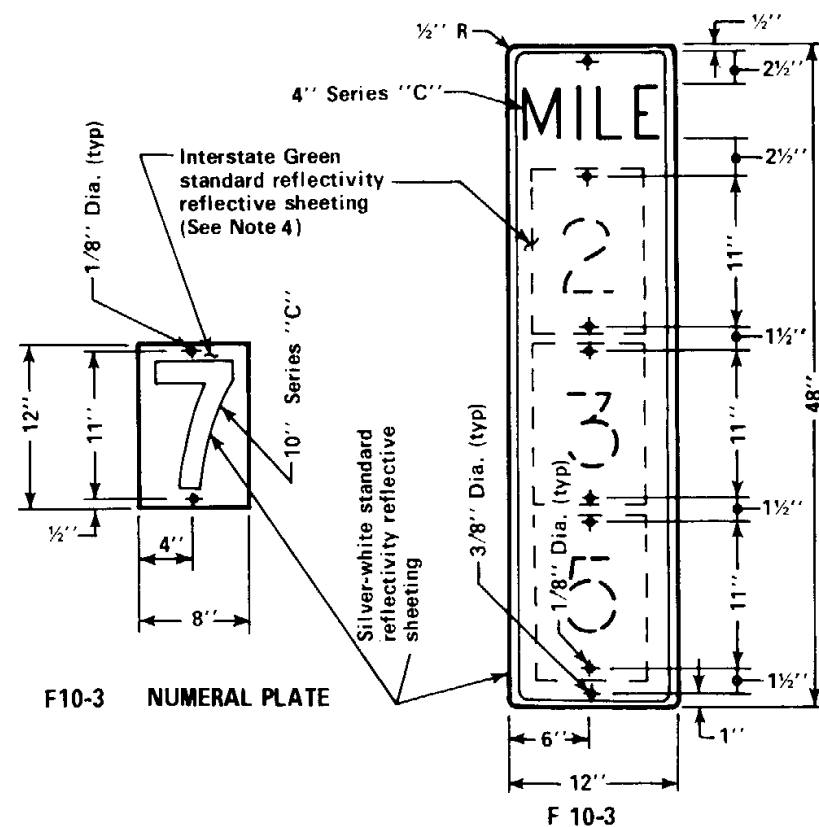 ½'' R
½''
2½''
4'' Series ''C''
MILE
2½''
1/8'' Dia. (typ)
Interstate Green
standard reflectivity
reflective sheeting
(See Note 4)
2
11''
1½''
12''
11''
7
10'' Series ''C''
½''
4''
8''
48''
3
11''
1½''
3/8'' Dia. (typ)
1/8'' Dia. (typ)
Silver-white standard
reflectivity reflective
sheeting
5
11''
1½''
1''
6''
12''
F10-3 NUMERAL PLATE
F 10-3